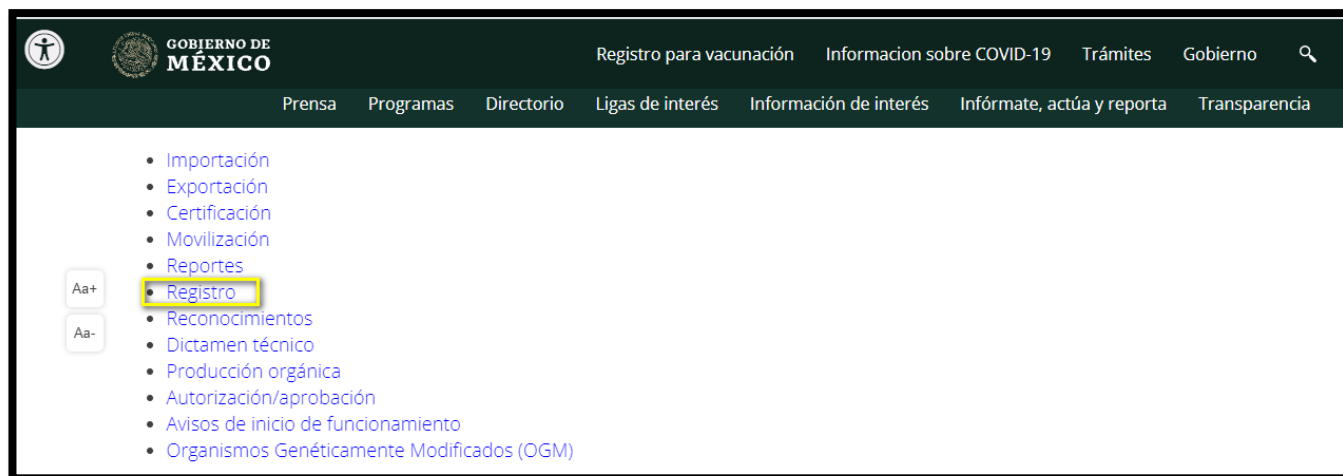 GOBIERNO DE
MÉXICO
Registro para vacunación Informacion sobre COVID-19 Trámites Gobierno
Prensa Programas Directorio Ligas de interés Información de interés Infórmate, actúa y reporta Transparencia
Importación
Exportación
Certificación
Movilización
Reportes
Aa+
Registro
Reconocimientos
Aa-
Dictamen técnico
Producción orgánica
Autorización/aprobación
Avisos de inicio de funcionamiento
Organismos Genéticamente Modificados (OGM)